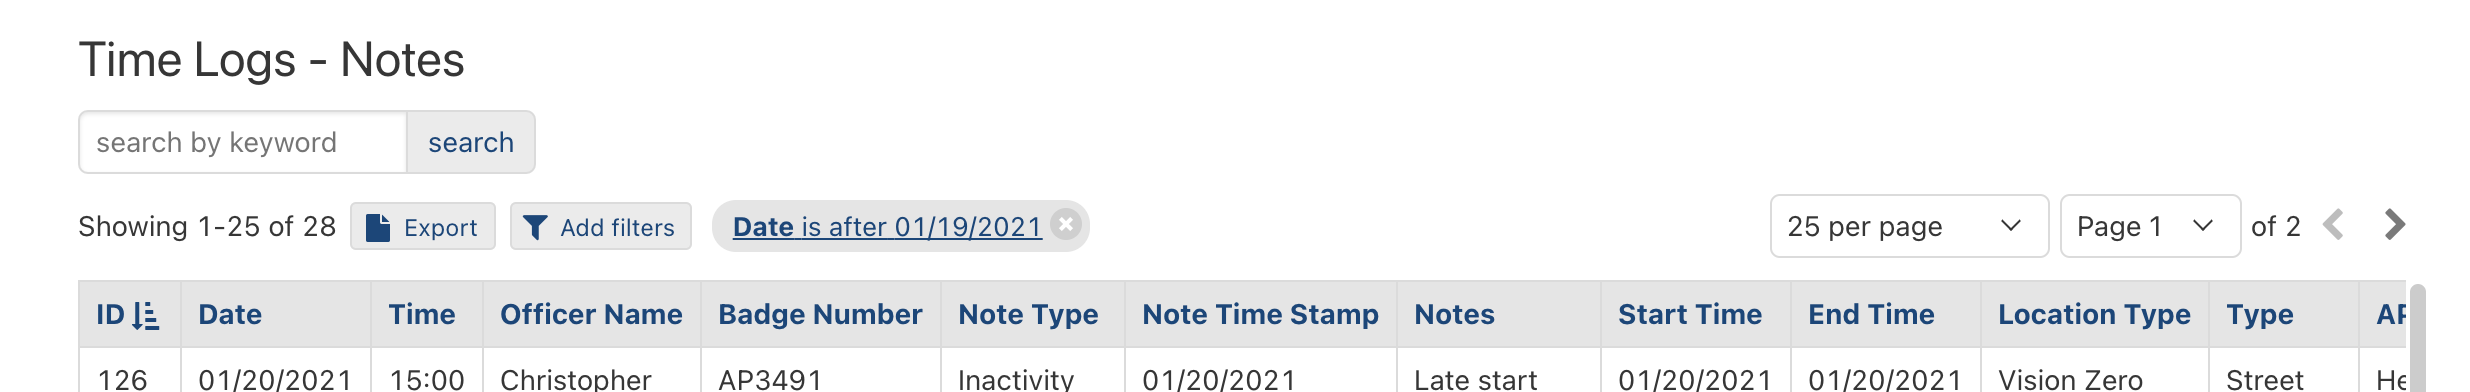 Time Logs - Notes
search by keyword search
Showing 1-25 of 28 Export Add filters Date is after 01/19/2021 25 per page Page 1 of 2
ID Date Time Officer Name Badge Number Note Type Note Time Stamp Notes Start Time End Time Location Type Type
126 01/20/2021 15:00 Christopher AP3491 Inactivity 01/20/2021 Late start 01/20/2021 01/20/2021 Vision Zero Street